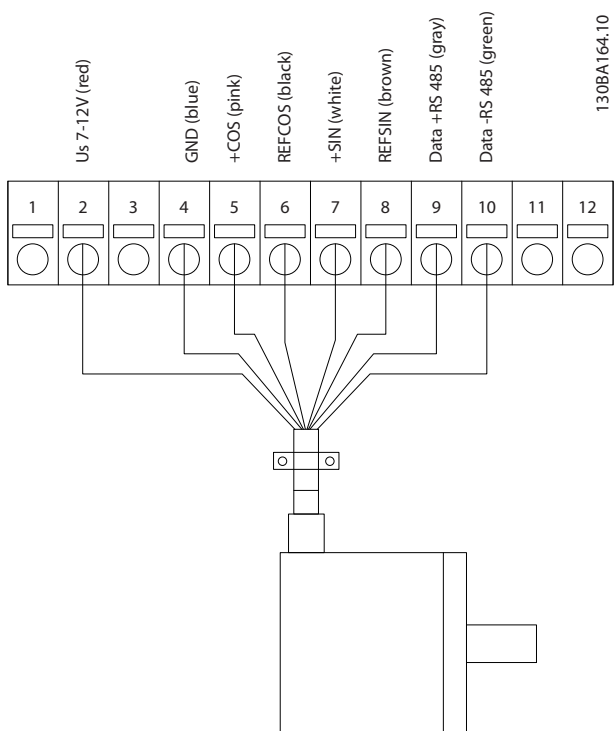 Us 7-12V (red)
GND (blue)
+COS (pink)
REFCOS (black)
+SIN (white)
REFSIN (brown)
Data +RS 485 (gray)
Data -RS 485 (green)
130BA164.10
1 2 3 4 5 6 7 8 9 10 11 12